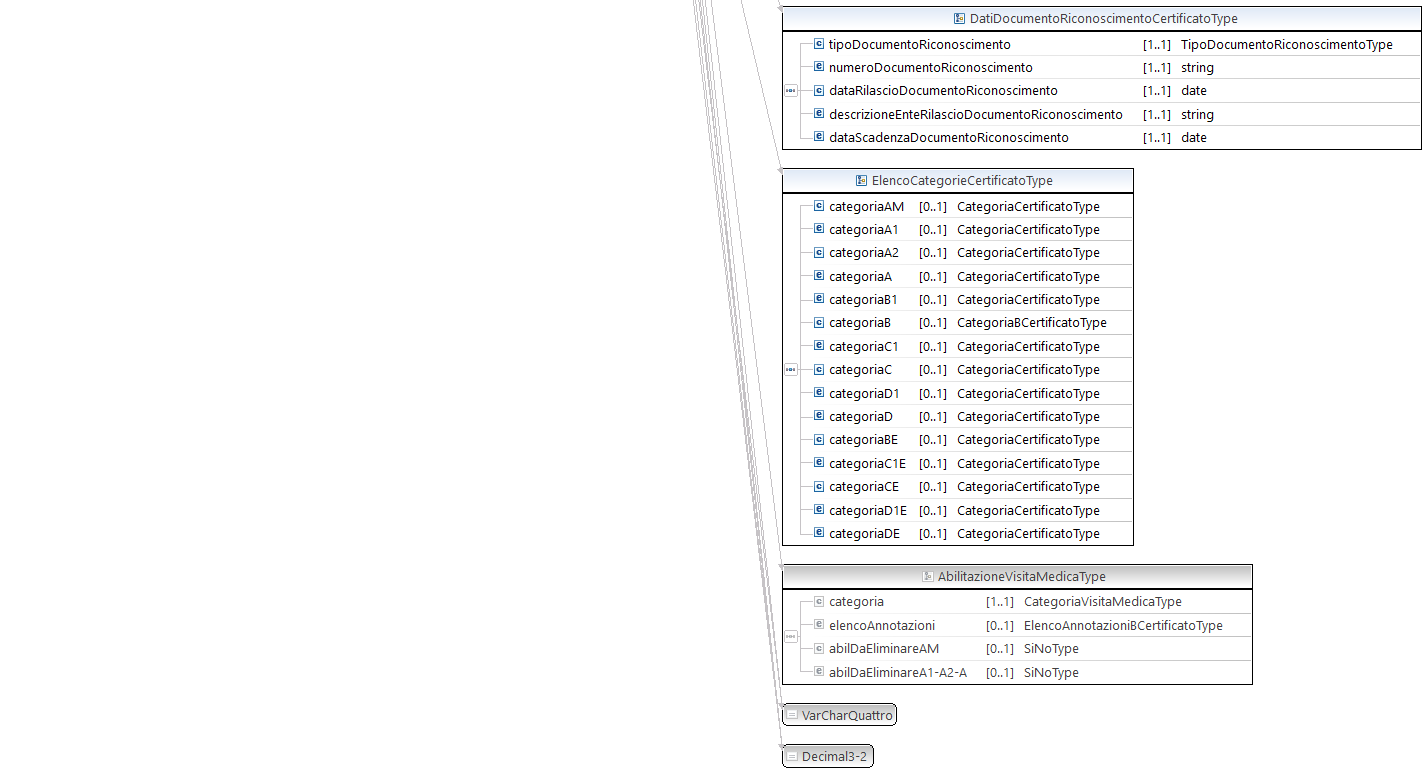 DatiDocumentoRiconoscimentoCertificatoType
tipoDocumentoRiconoscimento [1..1] TipoDocumentoRiconoscimentoType
numeroDocumentoRiconoscimento [1..1] string
dataRilascioDocumentoRiconoscimento [1..1] date
descrizioneEnteRilascioDocumentoRiconoscimento [1..1] string
dataScadenzaDocumentoRiconoscimento [1..1] date
ElencoCategorieCertificatoType
categoriaAM [0..1] CategoriaCertificatoType
categoriaA1 [0..1] CategoriaCertificatoType
categoriaA2 [0..1] CategoriaCertificatoType
categoriaA [0..1] CategoriaCertificatoType
categoriaB1 [0..1] CategoriaCertificatoType
categoriaB [0..1] CategoriaBCertificatoType
categoriaC1 [0..1] CategoriaCertificatoType
categoriaC [0..1] CategoriaCertificatoType
categoriaD1 [0..1] CategoriaCertificatoType
categoriaD [0..1] CategoriaCertificatoType
categoriaBE [0..1] CategoriaCertificatoType
categoriaC1E [0..1] CategoriaCertificatoType
categoriaCE [0..1] CategoriaCertificatoType
categoriaD1E [0..1] CategoriaCertificatoType
categoriaDE [0..1] CategoriaCertificatoType
AbilitazioneVisitaMedicaType
categoria [1..1] CategoriaVisitaMedicaType
elencoAnnotazioni [0..1] ElencoAnnotazioniBCertificatoType
abilDaEliminareAM [0..1] SiNoType
abilDaEliminareA1-A2-A [0..1] SiNoType
VarCharQuattro
Decimal3-2